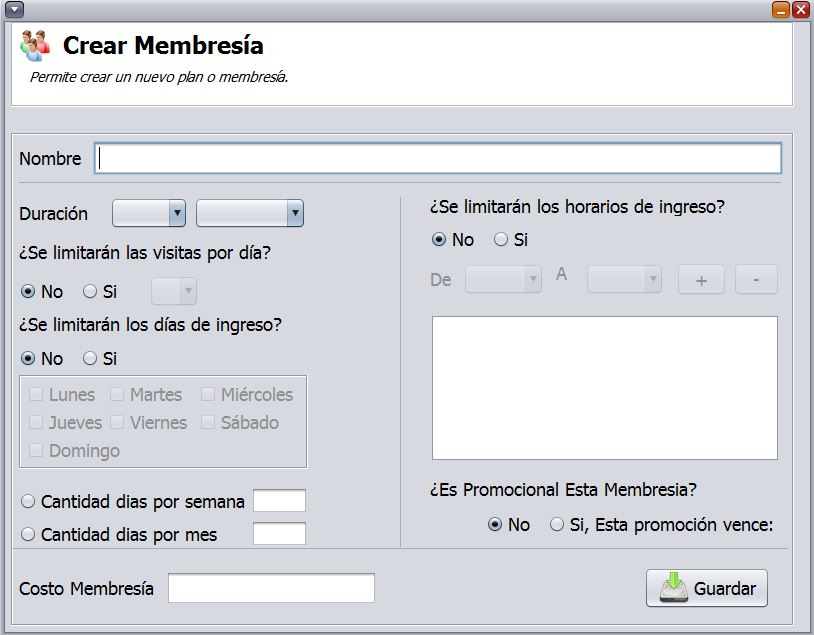 Crear Membresía
Permite crear un nuevo plan o membresía.
Nombre
Duración
¿Se limitarán las visitas por día?
No Si
¿Se limitarán los días de ingreso?
No Si
Lunes Martes Miércoles
Jueves Viernes Sábado
Domingo
Cantidad dias por semana
Cantidad dias por mes
¿Se limitarán los horarios de ingreso?
No Si
De A + -
¿Es Promocional Esta Membresia?
No Si, Esta promoción vence:
Costo Membresía
Guardar